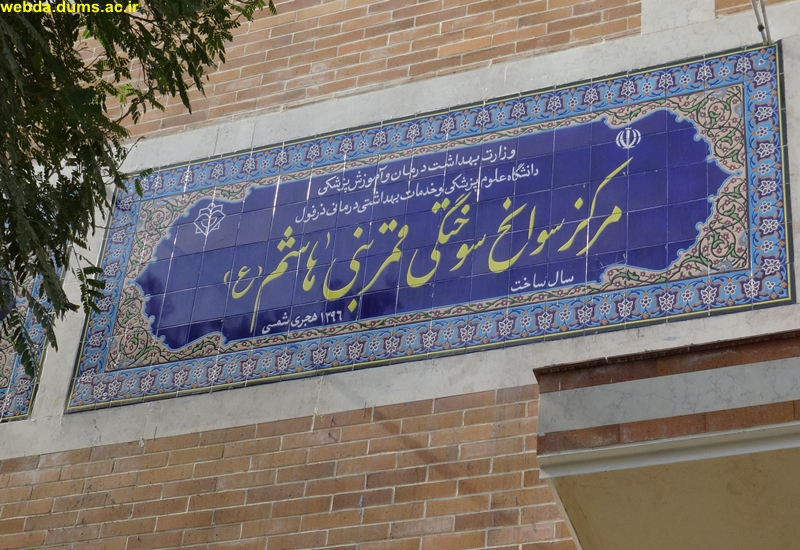 webda.dums.ac.ir
وزارت بهداشت درمان و آموزش پزشکی
دانشگاه علوم پزشکی و خدمات بهداشتی درمانی دزفول
مرکز سوانح سوختگی قمر بنی هاشم (ع)
سال ساخت
۱۳۹۶ هجری شمسی